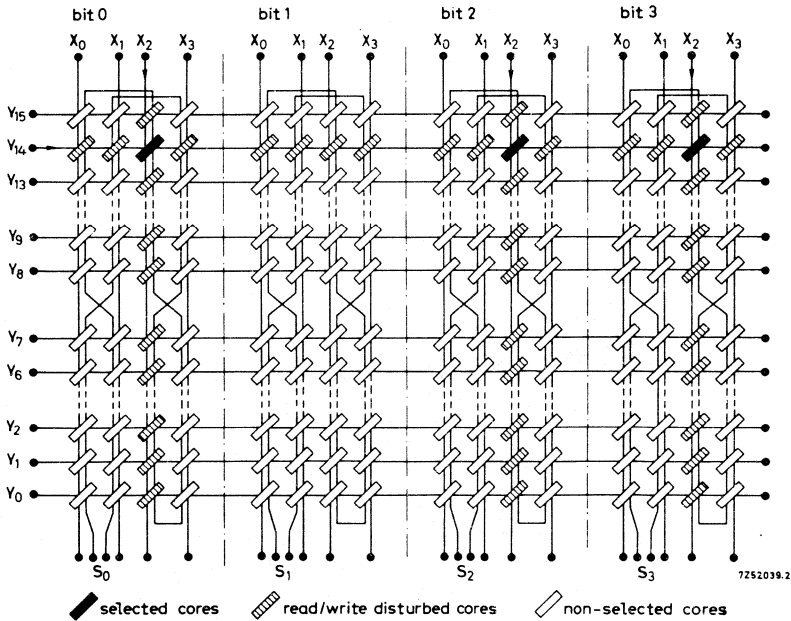 bit 0 bit 1 bit 2 bit 3
X0 X1 X2 X3 X0 X1 X2 X3 X0 X1 X2 X3 X0 X1 X2 X3
Y15
Y14
Y13
Y9
Y8
Y7
Y6
Y2
Y1
Y0
S0 S1 S2 S3
7Z52039.2
selected cores read/write disturbed cores non-selected cores